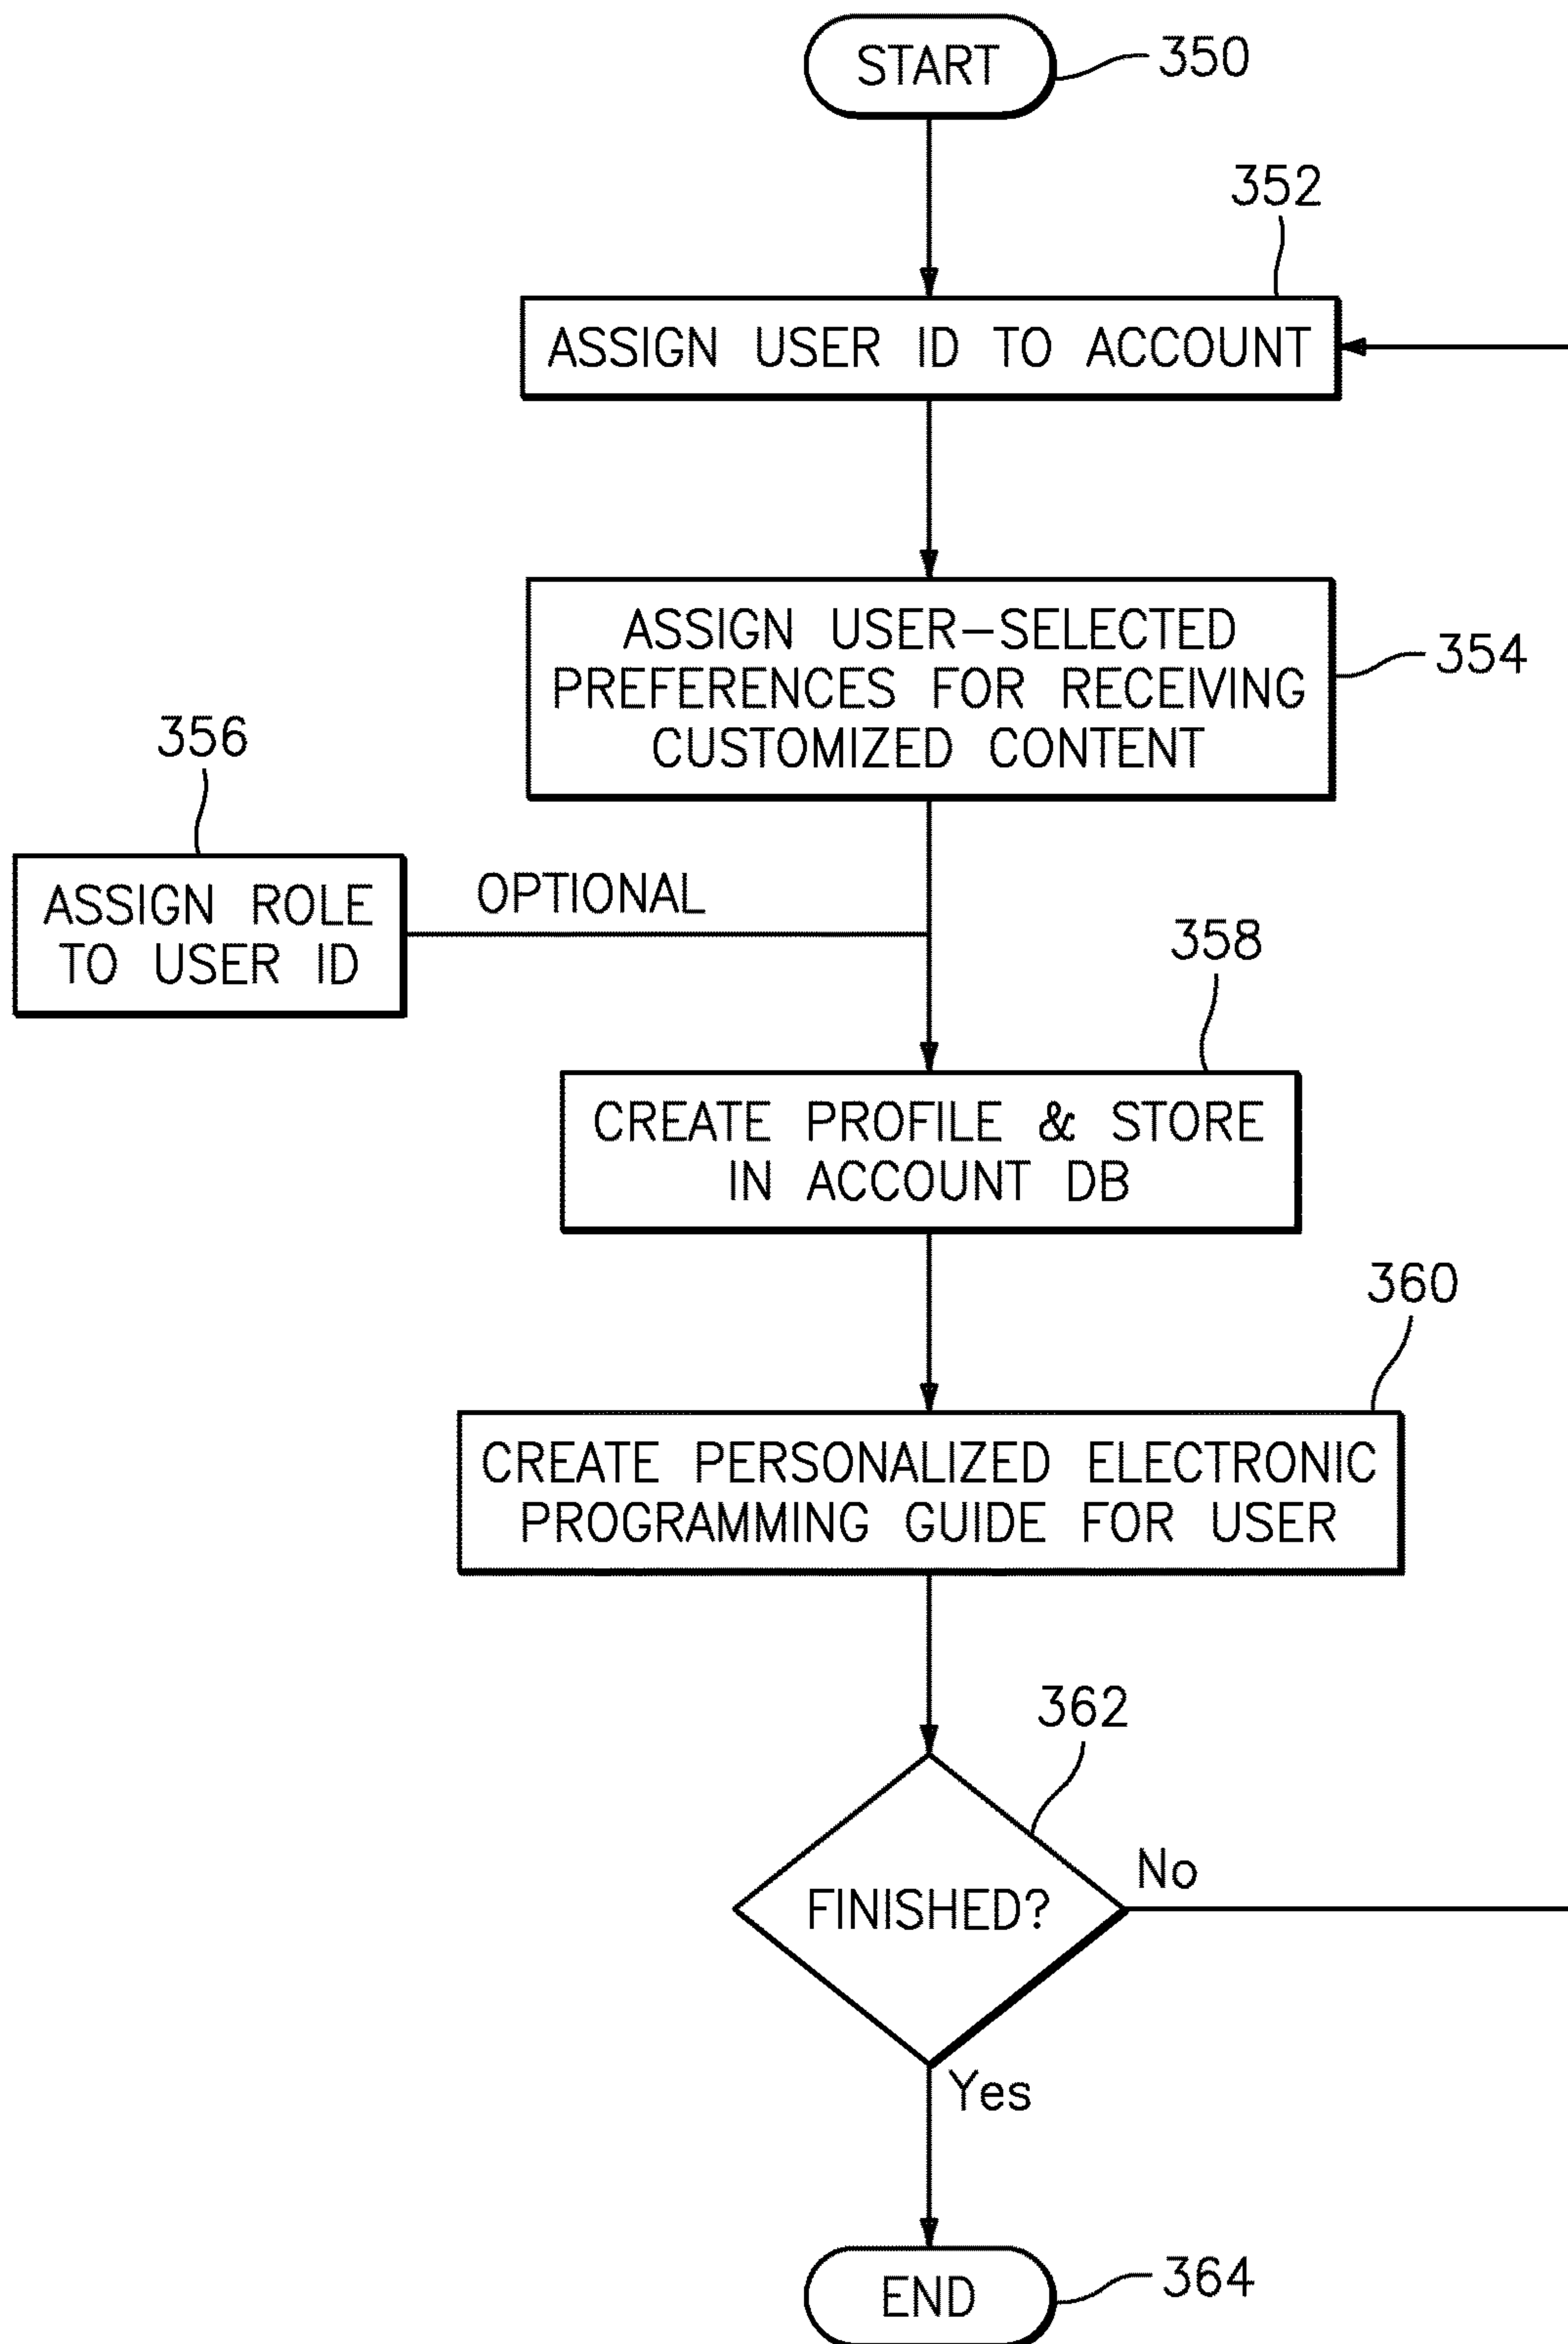 START
350
352
ASSIGN USER ID TO ACCOUNT
ASSIGN USER-SELECTED
PREFERENCES FOR RECEIVING
CUSTOMIZED CONTENT
354
356
ASSIGN ROLE
TO USER ID
OPTIONAL
358
CREATE PROFILE & STORE
IN ACCOUNT DB
360
CREATE PERSONALIZED ELECTRONIC
PROGRAMMING GUIDE FOR USER
362
FINISHED?
No
Yes
END
364